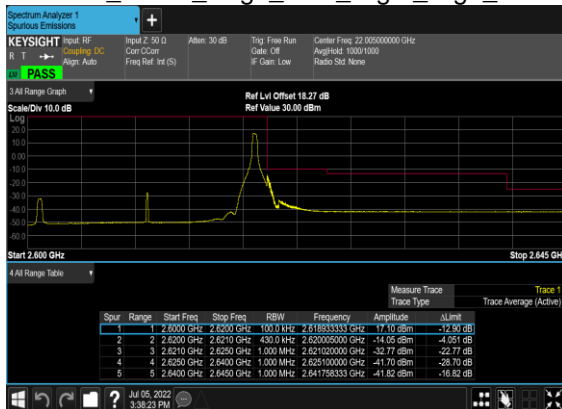 Spectrum Analyzer 1
Spurious Emissions
KEYSIGHT Input: RF Input Z: 50 Ω Atten: 30 dB Trig: Free Run Center Freq: 22.005000000 GHz
R T Coupling: DC Corr CCorr Gate: Off Avg|Hold: 1000/1000
Align: Auto Freq Ref: Int (S) IF Gain: Low Radio Std: None
PASS
3 All Range Graph
Ref Lvl Offset 18.27 dB
Scale/Div 10.0 dB Ref Value 30.00 dBm
Log
20.0
10.0
0.00
-10.0
-20.0
-30.0
-40.0
-50.0
-60.0
Start 2.600 GHz Stop 2.645 GH
4 All Range Table
Measure Trace Trace 1
Trace Type Trace Average (Active)
Spur Range Start Freq Stop Freq RBW Frequency Amplitude ΔLimit
1 1 2.6000 GHz 2.6200 GHz 100.0 kHz 2.618933333 GHz 17.10 dBm -12.90 dB
2 2 2.6200 GHz 2.6210 GHz 430.0 kHz 2.620005000 GHz -14.05 dBm -4.051 dB
3 3 2.6210 GHz 2.6250 GHz 1.000 MHz 2.621020000 GHz -32.77 dBm -22.77 dB
4 4 2.6250 GHz 2.6400 GHz 1.000 MHz 2.625100000 GHz -41.70 dBm -28.70 dB
5 5 2.6400 GHz 2.6450 GHz 1.000 MHz 2.641758333 GHz -41.82 dBm -16.82 dB
Jul 05, 2022
3:38:23 PM